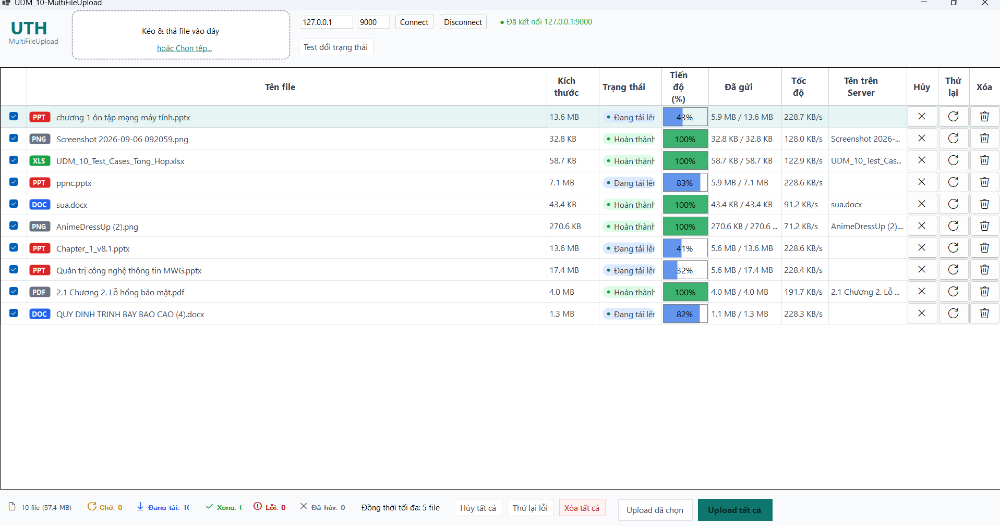 UDM_10-MultiFileUpload
UTH
MultiFileUpload
Kéo & thả file vào đây
hoặc Chon têp...
127.0.0.1 9000 Connect Disconnect ● Đã kết nối 127.0.0.1:9000
Test đổi trạng thái
Tên file Kích thước Trạng thái Tiến độ (%) Đã gửi Tốc độ Tên trên Server Hủy Thử lại Xóa
PPT chương 1 ôn tập mạng máy tính.pptx 13.6 MB Đang tải lên 43% 5.9 MB / 13.6 MB 228.7 KB/s
PNG Screenshot 2026-09-06 092059.png 32.8 KB Hoàn thành 100% 32.8 KB / 32.8 KB 128.0 KB/s Screenshot 2026-...
XLS UDM_10_Test_Cases_Tong_Hop.xlsx 58.7 KB Hoàn thành 100% 58.7 KB / 58.7 KB 122.9 KB/s UDM_10_Test_Cas...
PPT ppnc.pptx 7.1 MB Đang tải lên 83% 5.9 MB / 7.1 MB 228.6 KB/s
DOC sua.docx 43.4 KB Hoàn thành 100% 43.4 KB / 43.4 KB 91.2 KB/s sua.docx
PNG AnimeDressUp (2).png 270.6 KB Hoàn thành 100% 270.6 KB / 270.6 ... 71.2 KB/s AnimeDressUp (2)....
PPT Chapter_1_v8.1.pptx 13.6 MB Đang tải lên 41% 5.6 MB / 13.6 MB 228.6 KB/s
PPT Quản trị công nghệ thông tin MWG.pptx 17.4 MB Đang tải lên 32% 5.6 MB / 17.4 MB 228.4 KB/s
PDF 2.1 Chương 2. Lỗ hổng bảo mật.pdf 4.0 MB Hoàn thành 100% 4.0 MB / 4.0 MB 191.7 KB/s 2.1 Chương 2. Lỗ ...
DOC QUY DINH TRINH BAY BAO CAO (4).docx 1.3 MB Đang tải lên 82% 1.1 MB / 1.3 MB 228.3 KB/s
10 file (57.4 MB) Chờ: 0 Đang tải: 10 Xong: Lỗi: 0 Đã hủy: 0 Đồng thời tối đa: 5 file Hủy tất cả Thử lại lỗi Xóa tất cả Upload đã chọn Upload tất cả